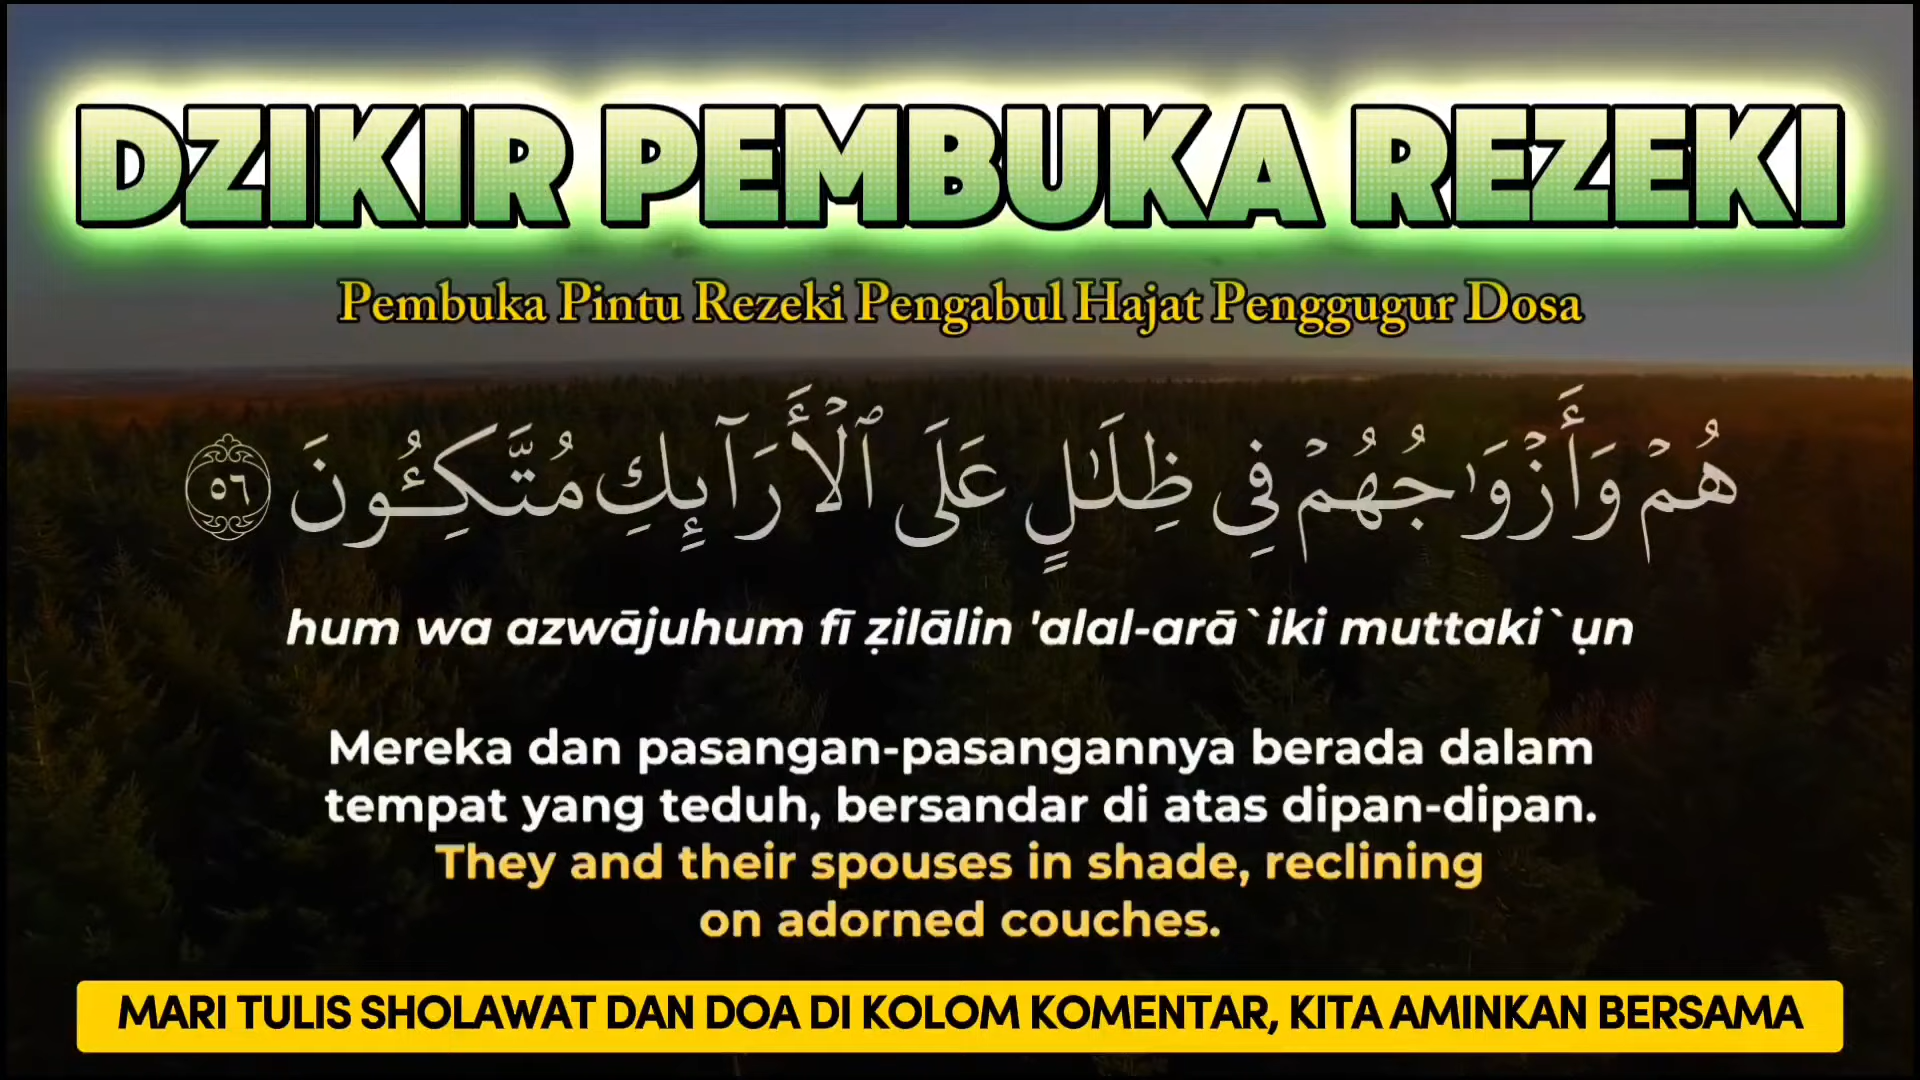 DZIKIR PEMBUKA REZEKI
Pembuka Pintu Rezeki Pengabul Hajat Penggugur Dosa
هُمۡ وَأَزۡوَٰجُهُمۡ فِي ظِلَٰلٍ عَلَى ٱلۡأَرَآئِكِ مُتَّكِـُٔونَ ٥٦
hum wa azwājuhum fī ẓilālin 'alal-arā`iki muttaki`ụn
Mereka dan pasangan-pasangannya berada dalam
tempat yang teduh, bersandar di atas dipan-dipan.
They and their spouses in shade, reclining
on adorned couches.
MARI TULIS SHOLAWAT DAN DOA DI KOLOM KOMENTAR, KITA AMINKAN BERSAMA